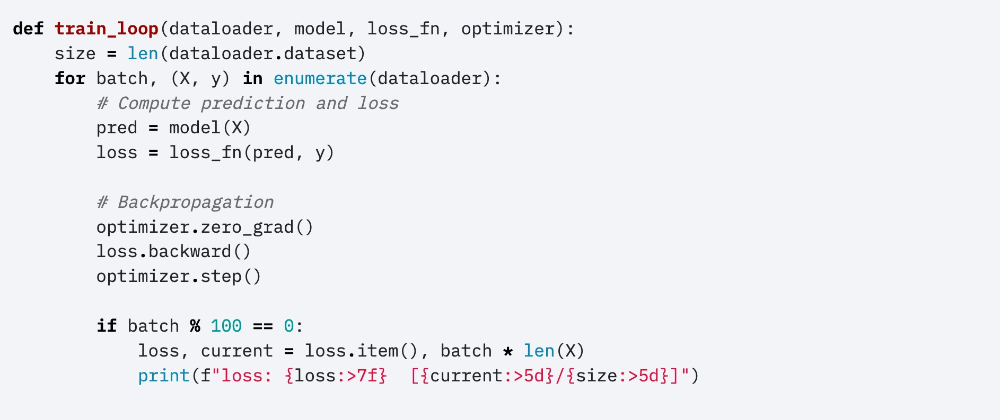 def train_loop(dataloader, model, loss_fn, optimizer):
    size = len(dataloader.dataset)
    for batch, (X, y) in enumerate(dataloader):
        # Compute prediction and loss
        pred = model(X)
        loss = loss_fn(pred, y)

        # Backpropagation
        optimizer.zero_grad()
        loss.backward()
        optimizer.step()

        if batch % 100 == 0:
            loss, current = loss.item(), batch * len(X)
            print(f"loss: {loss:>7f}  [{current:>5d}/{size:>5d}]")